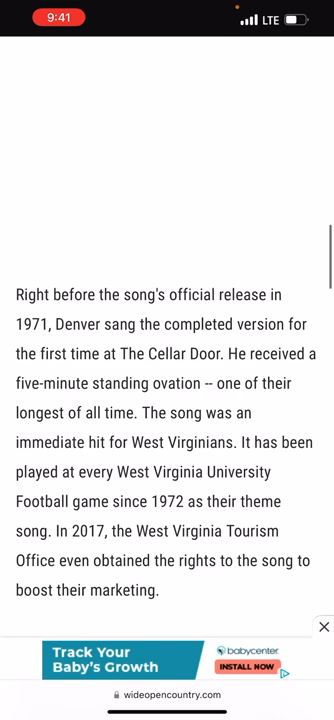 9:41
LTE
Right before the song's official release in
1971, Denver sang the completed version for
the first time at The Cellar Door. He received a
five-minute standing ovation -- one of their
longest of all time. The song was an
immediate hit for West Virginians. It has been
played at every West Virginia University
Football game since 1972 as their theme
song. In 2017, the West Virginia Tourism
Office even obtained the rights to the song to
boost their marketing.
Track Your
Baby's Growth
babycenter
INSTALL NOW
wideopencountry.com